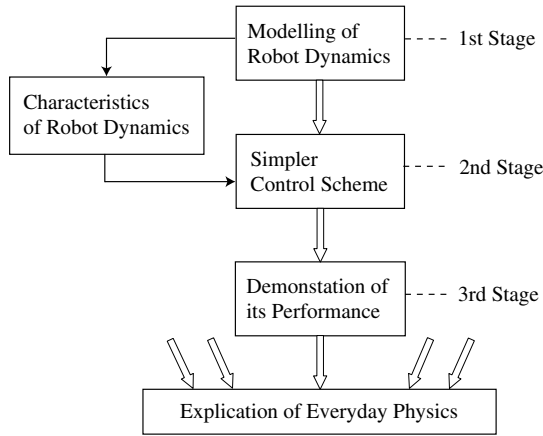 Modelling of
Robot Dynamics
1st Stage
Characteristics
of Robot Dynamics
Simpler
Control Scheme
2nd Stage
Demonstation of
its Performance
3rd Stage
Explication of Everyday Physics